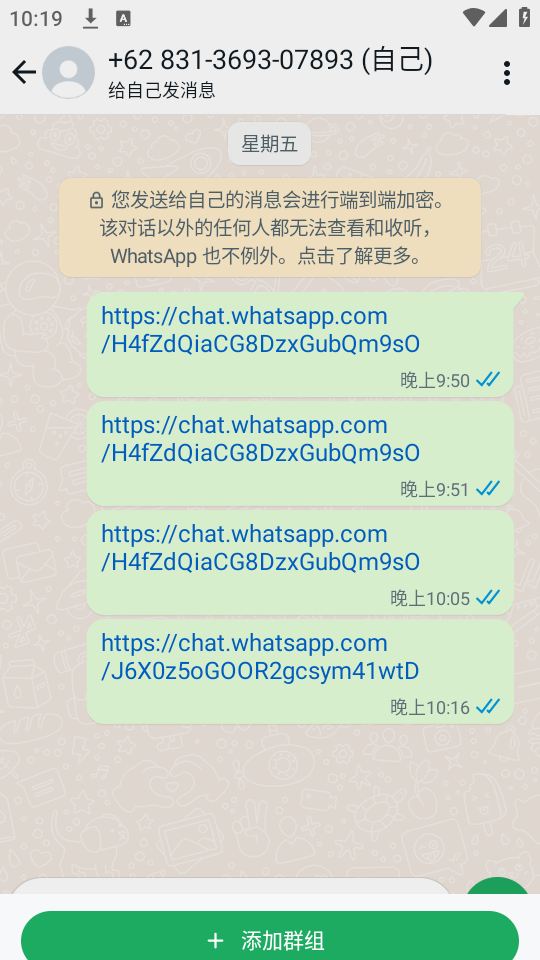 10:19
A
+62 831-3693-07893 (自己)
给自己发消息
星期五
您发送给自己的消息会进行端到端加密。
该对话以外的任何人都无法查看和收听，
WhatsApp 也不例外。点击了解更多。
https://chat.whatsapp.com
/H4fZdQiaCG8DzxGubQm9sO
晚上9:50
https://chat.whatsapp.com
/H4fZdQiaCG8DzxGubQm9sO
晚上9:51
https://chat.whatsapp.com
/H4fZdQiaCG8DzxGubQm9sO
晚上10:05
https://chat.whatsapp.com
/J6X0z5oGOOR2gcsym41wtD
晚上10:16
+ 添加群组